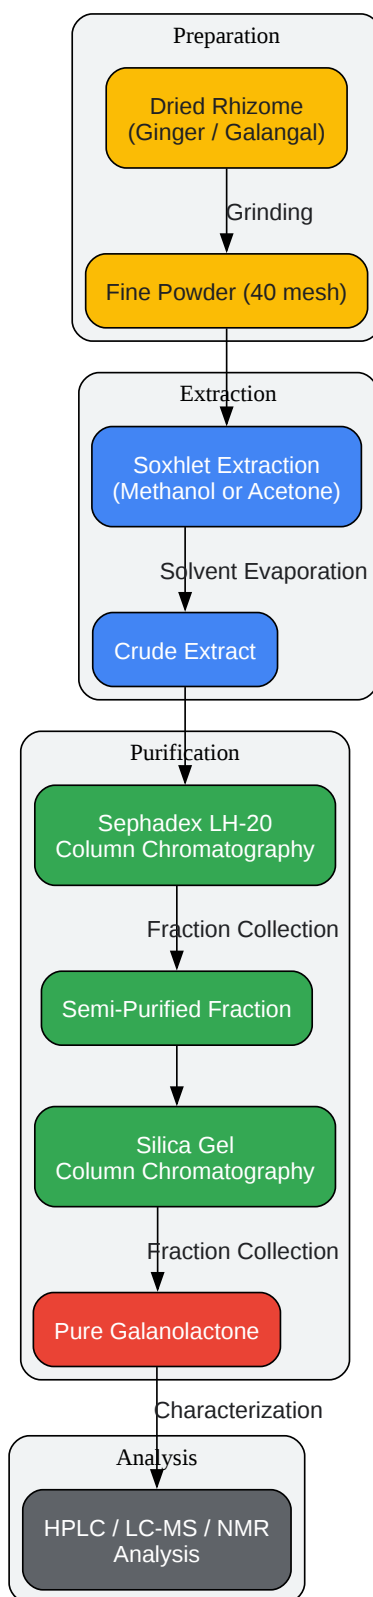 Preparation
Dried Rhizome
(Ginger / Galangal)
Grinding
Fine Powder (40 mesh)
Extraction
Soxhlet Extraction
(Methanol or Acetone)
Solvent Evaporation
Crude Extract
Purification
Sephadex LH-20
Column Chromatography
Fraction Collection
Semi-Purified Fraction
Silica Gel
Column Chromatography
Fraction Collection
Pure Galanolactone
Characterization
Analysis
HPLC / LC-MS / NMR
Analysis